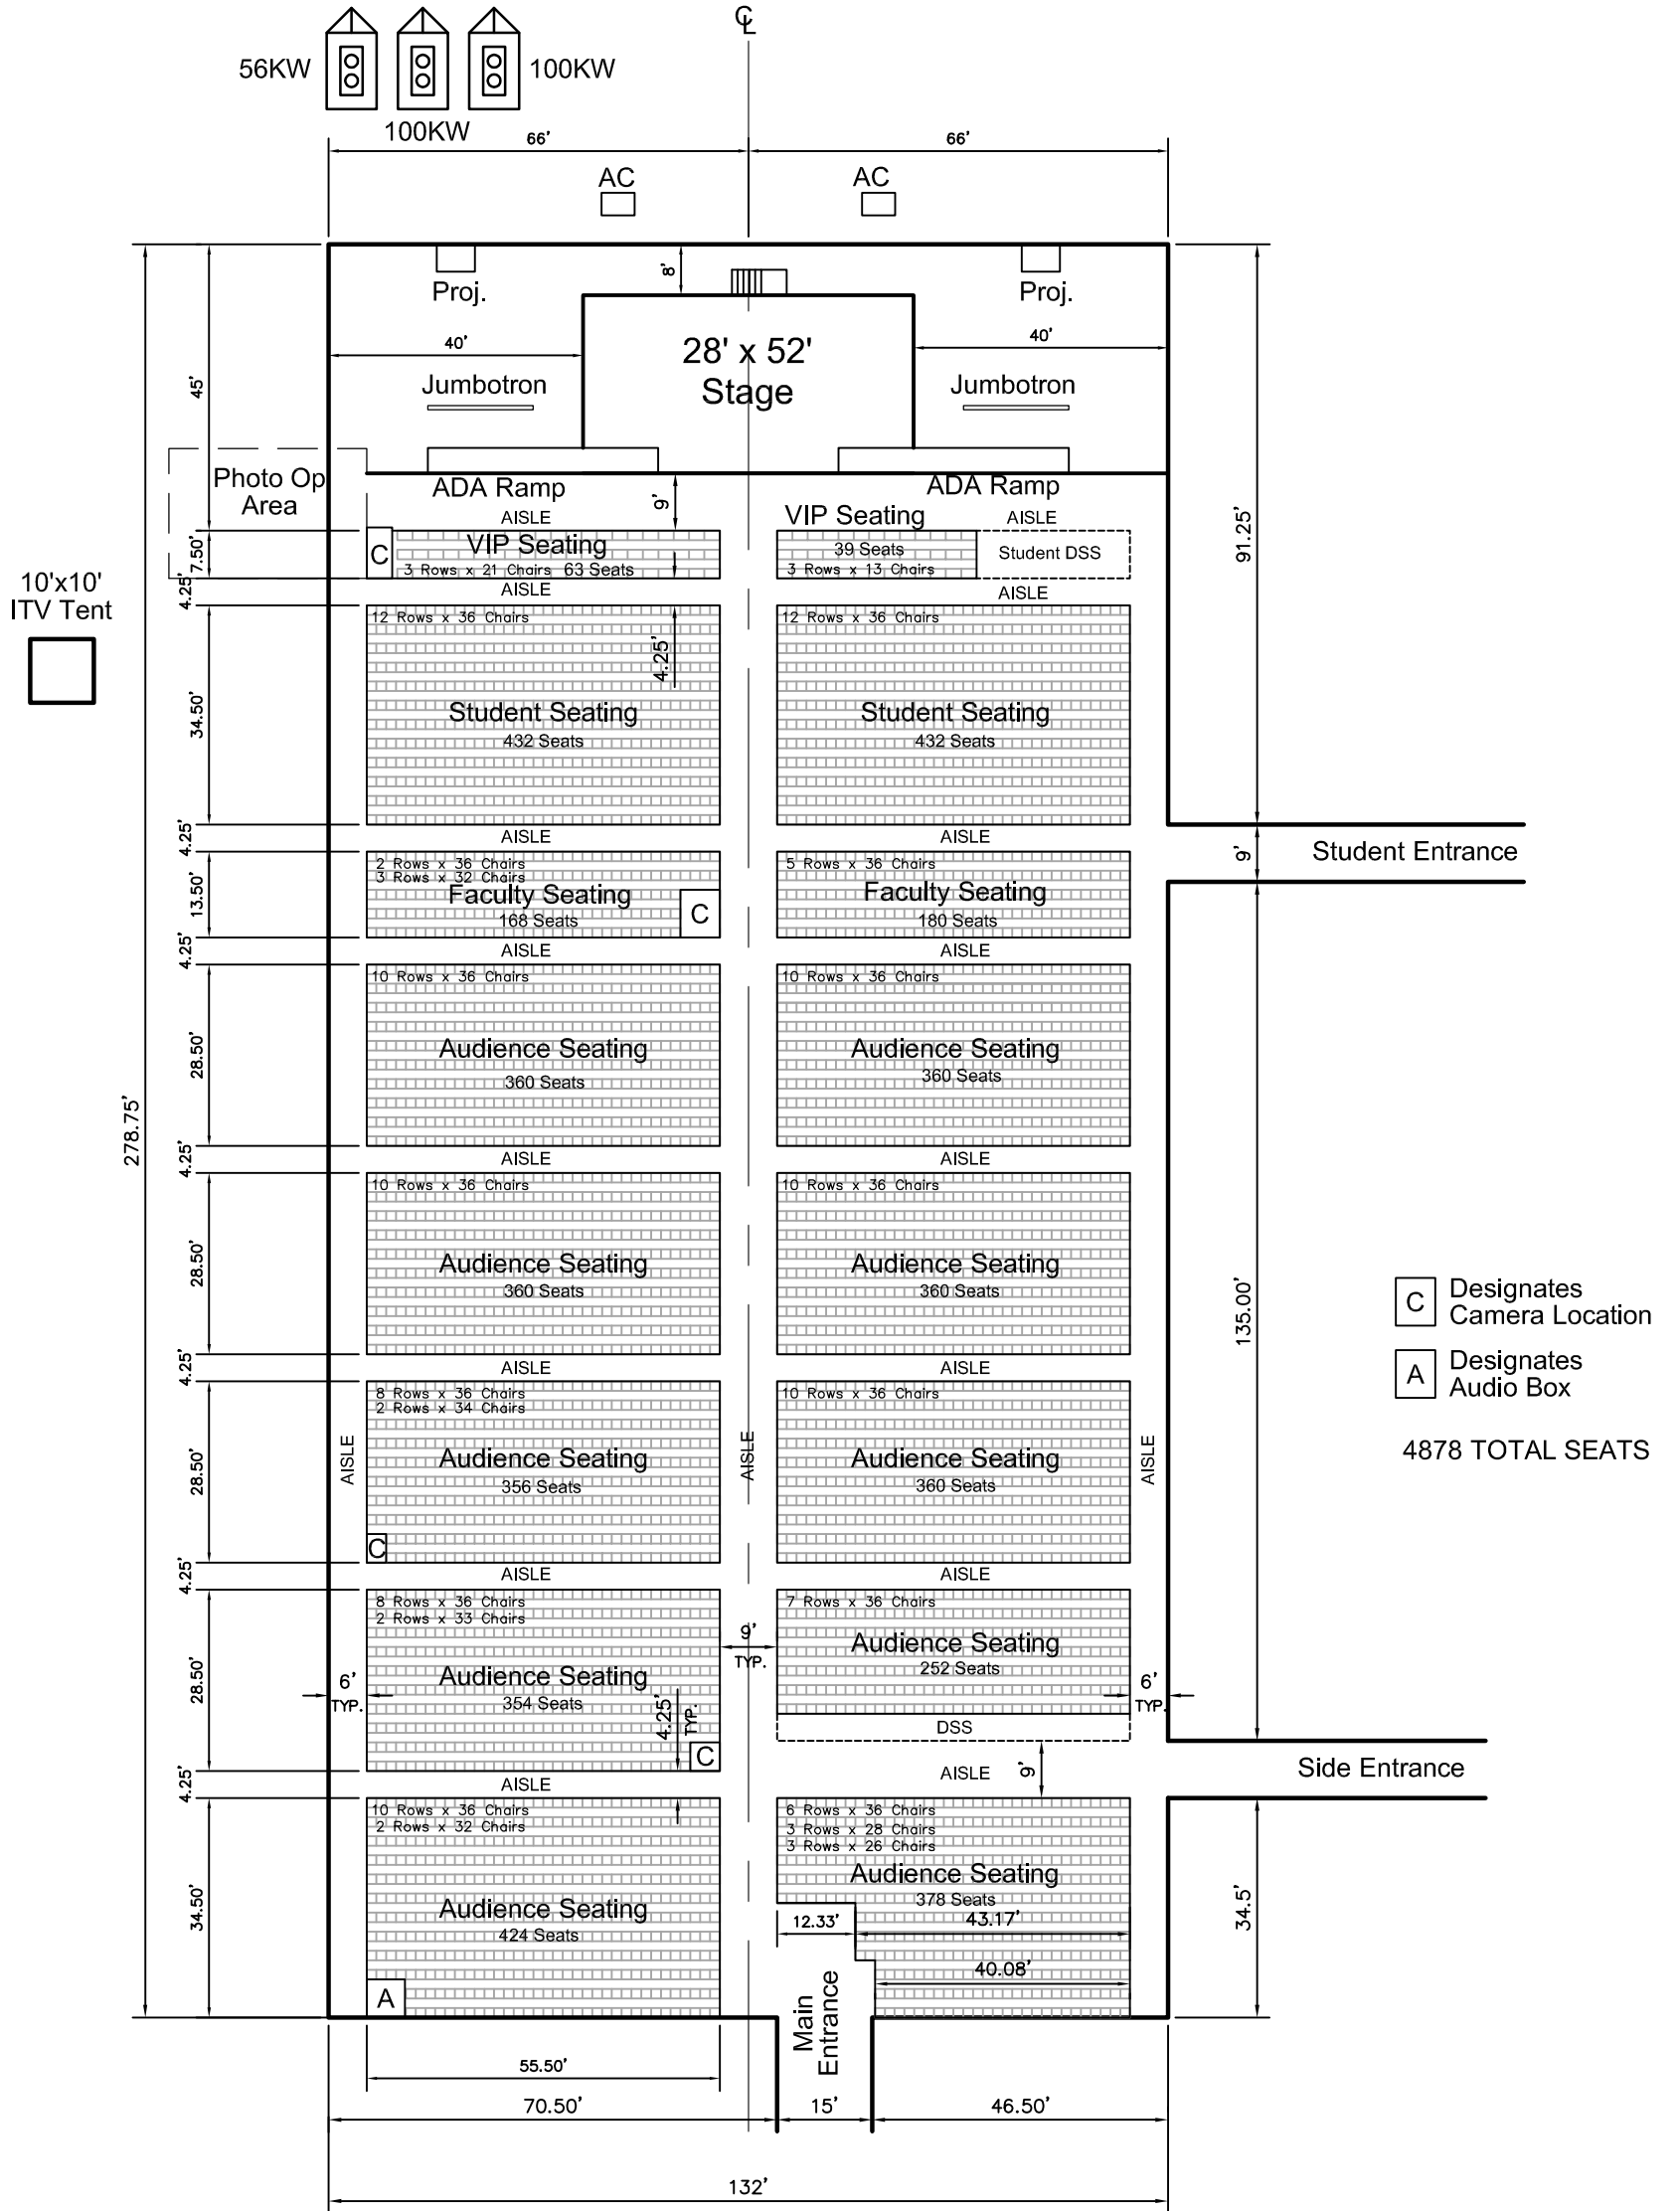 ℄
56KW
100KW
100KW
66'
66'
AC
AC
8'
Proj.
Proj.
40'
28' x 52'
Stage
40'
Jumbotron
Jumbotron
45'
91.25'
Photo Op
Area
ADA Ramp
9'
ADA Ramp
AISLE
VIP Seating
AISLE
7.50'
C
VIP Seating
3 Rows x 21 Chairs 63 Seats
39 Seats
3 Rows x 13 Chairs
Student DSS
10'x10'
ITV Tent
4.25'
AISLE
AISLE
12 Rows x 36 Chairs
12 Rows x 36 Chairs
4.25'
34.50'
Student Seating
432 Seats
Student Seating
432 Seats
4.25'
AISLE
AISLE
9'
Student Entrance
13.50'
2 Rows x 36 Chairs
3 Rows x 32 Chairs
Faculty Seating
168 Seats
C
5 Rows x 36 Chairs
Faculty Seating
180 Seats
4.25'
AISLE
AISLE
10 Rows x 36 Chairs
10 Rows x 36 Chairs
28.50'
Audience Seating
360 Seats
Audience Seating
360 Seats
278.75'
4.25'
AISLE
AISLE
10 Rows x 36 Chairs
10 Rows x 36 Chairs
28.50'
Audience Seating
360 Seats
Audience Seating
360 Seats
135.00'
C
Designates
Camera Location
A
Designates
Audio Box
4878 TOTAL SEATS
4.25'
AISLE
AISLE
8 Rows x 36 Chairs
2 Rows x 34 Chairs
10 Rows x 36 Chairs
28.50'
AISLE
Audience Seating
356 Seats
AISLE
Audience Seating
360 Seats
AISLE
C
4.25'
AISLE
AISLE
8 Rows x 36 Chairs
2 Rows x 33 Chairs
7 Rows x 36 Chairs
28.50'
6'
TYP.
Audience Seating
354 Seats
4.25'
TYP.
9'
TYP.
Audience Seating
252 Seats
6'
TYP.
C
DSS
4.25'
AISLE
AISLE
9'
Side Entrance
10 Rows x 36 Chairs
2 Rows x 32 Chairs
6 Rows x 36 Chairs
3 Rows x 28 Chairs
3 Rows x 26 Chairs
34.50'
Audience Seating
424 Seats
Audience Seating
378 Seats
34.5'
12.33'
43.17'
40.08'
A
Main
Entrance
55.50'
70.50'
15'
46.50'
132'